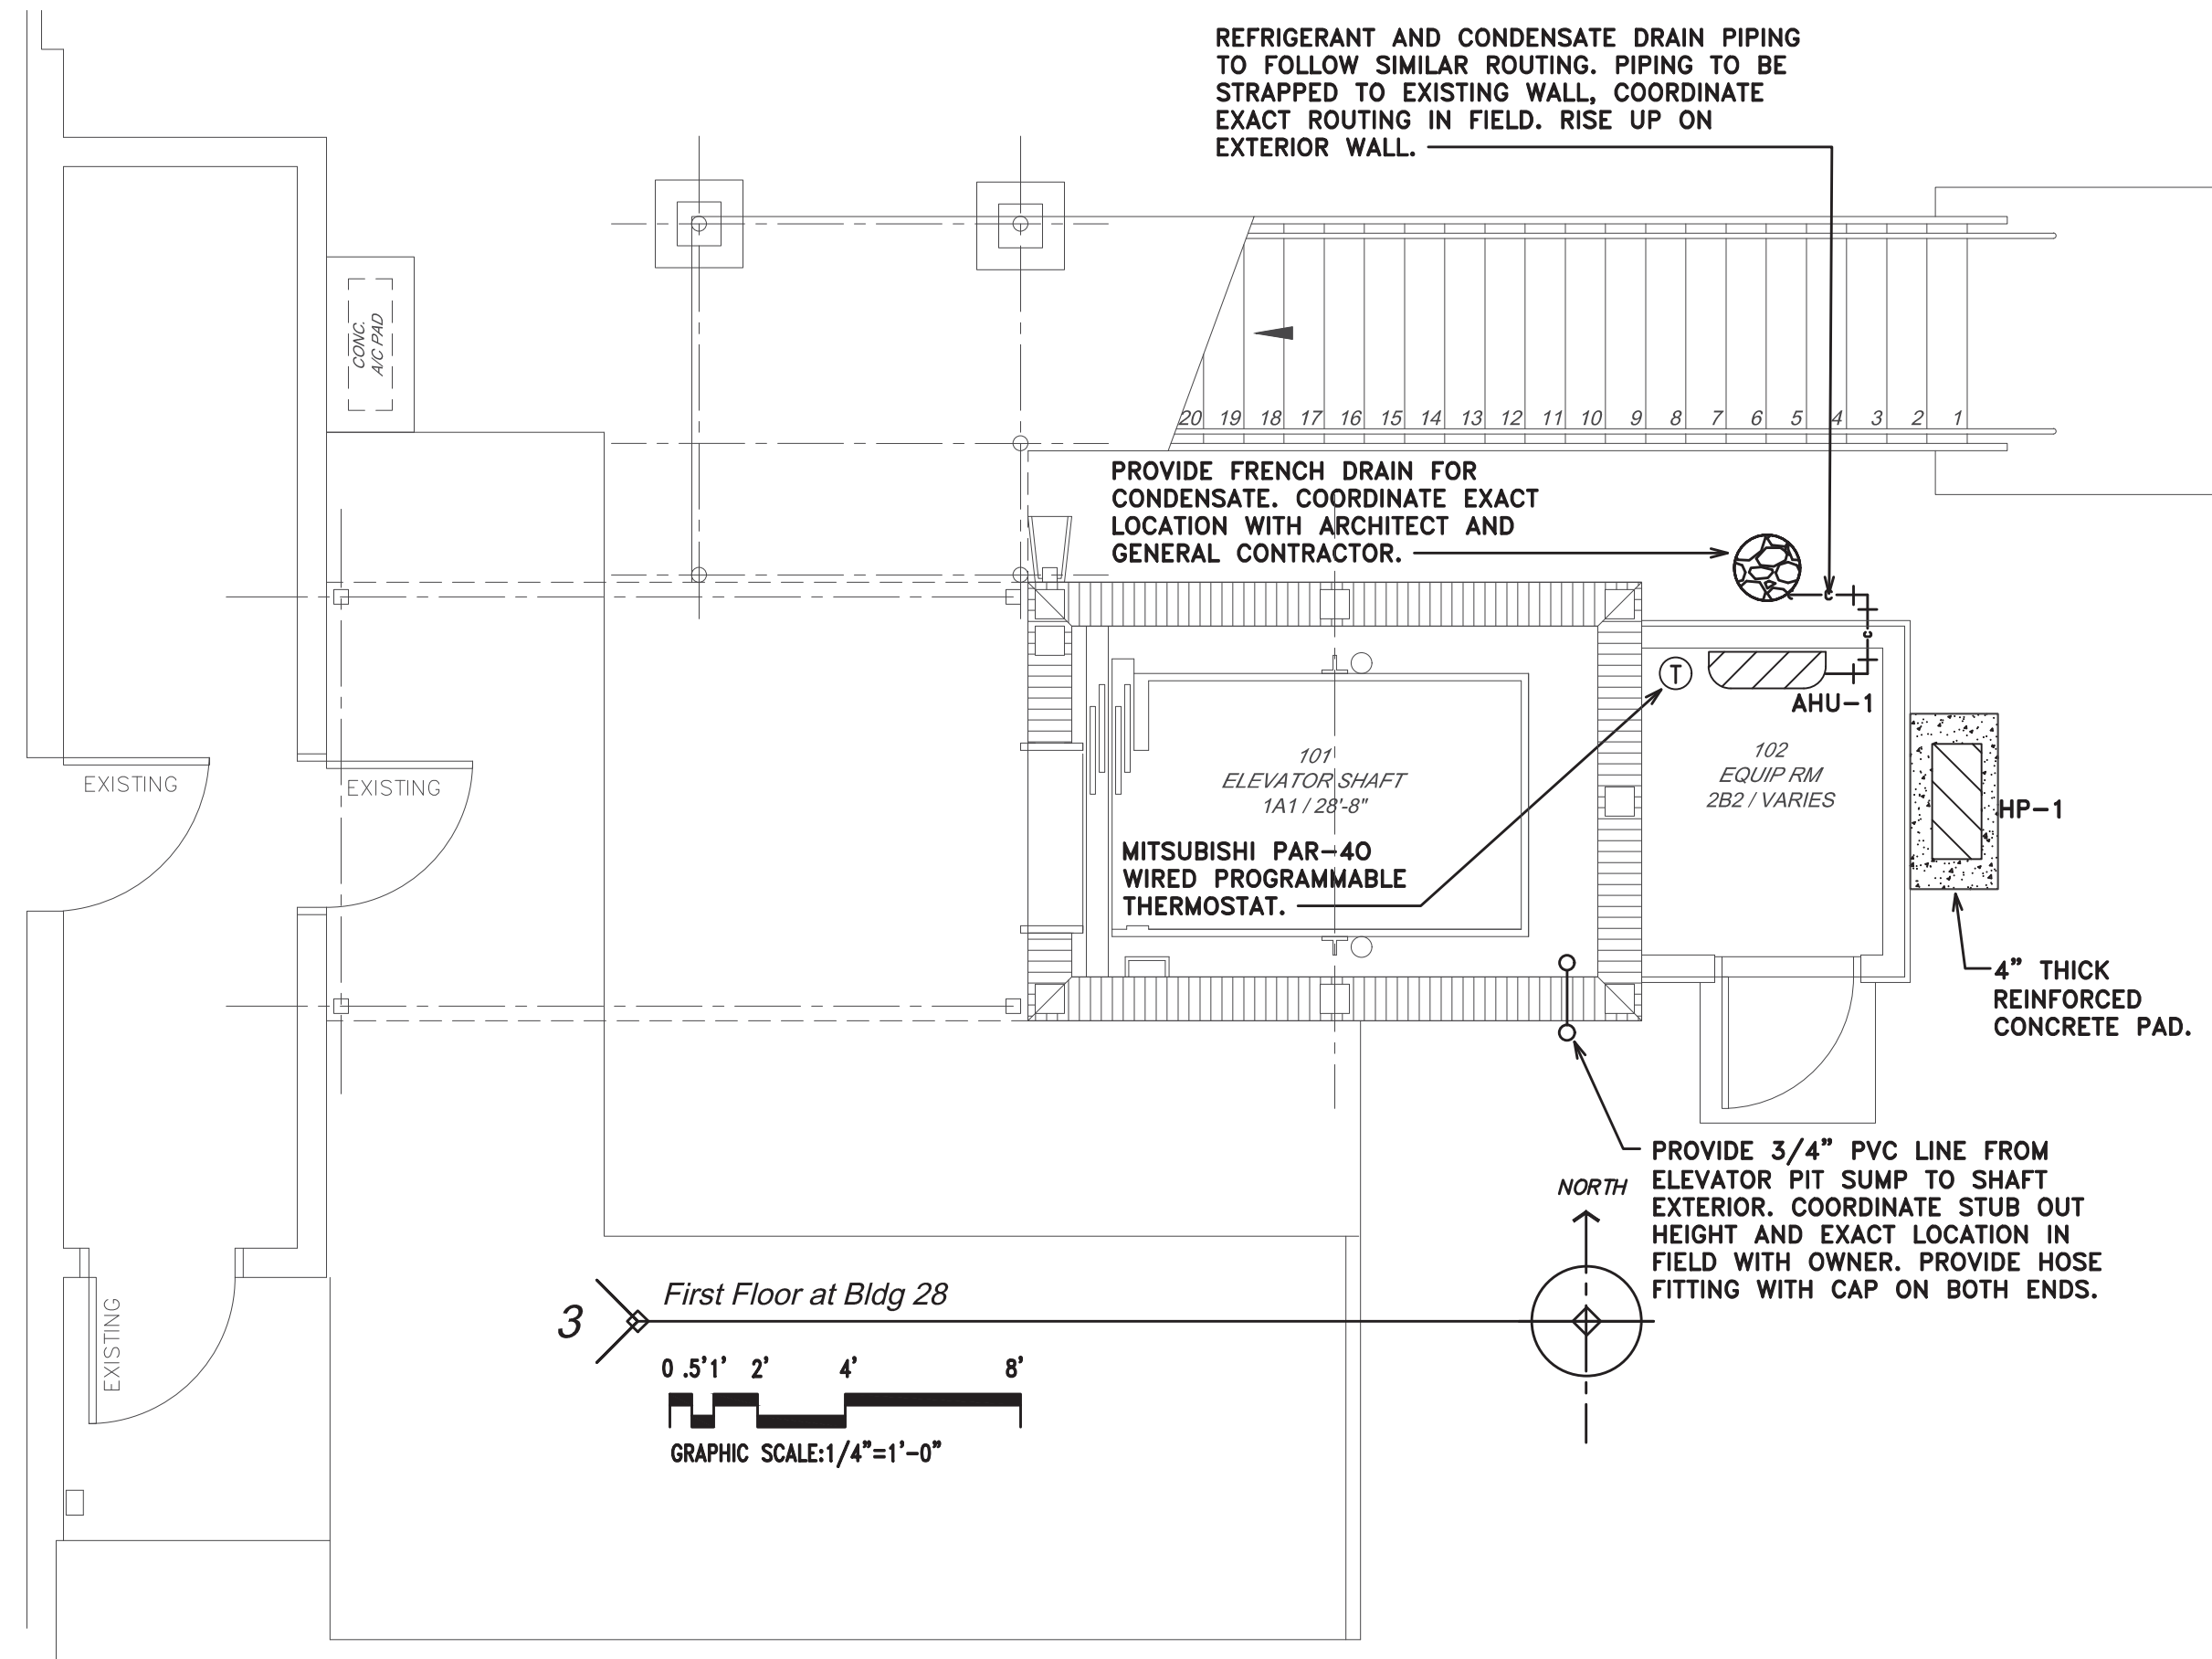 REFRIGERANT AND CONDENSATE DRAIN PIPING
TO FOLLOW SIMILAR ROUTING. PIPING TO BE
STRAPPED TO EXISTING WALL, COORDINATE
EXACT ROUTING IN FIELD. RISE UP ON
EXTERIOR WALL.
CONC.
A/C PAD
20 19 18 17 16 15 14 13 12 11 10 9 8 7 6 5 4 3 2 1
PROVIDE FRENCH DRAIN FOR
CONDENSATE. COORDINATE EXACT
LOCATION WITH ARCHITECT AND
GENERAL CONTRACTOR.
C
C
T
AHU-1
101
ELEVATOR SHAFT
1A1 / 28'-8"
102
EQUIP RM
2B2 / VARIES
HP-1
EXISTING
EXISTING
MITSUBISHI PAR-40
WIRED PROGRAMMABLE
THERMOSTAT.
4" THICK
REINFORCED
CONCRETE PAD.
PROVIDE 3/4" PVC LINE FROM
ELEVATOR PIT SUMP TO SHAFT
EXTERIOR. COORDINATE STUB OUT
HEIGHT AND EXACT LOCATION IN
FIELD WITH OWNER. PROVIDE HOSE
FITTING WITH CAP ON BOTH ENDS.
NORTH
EXISTING
3
First Floor at Bldg 28
0 .5' 1' 2' 4' 8'
GRAPHIC SCALE:1/4"=1'-0"